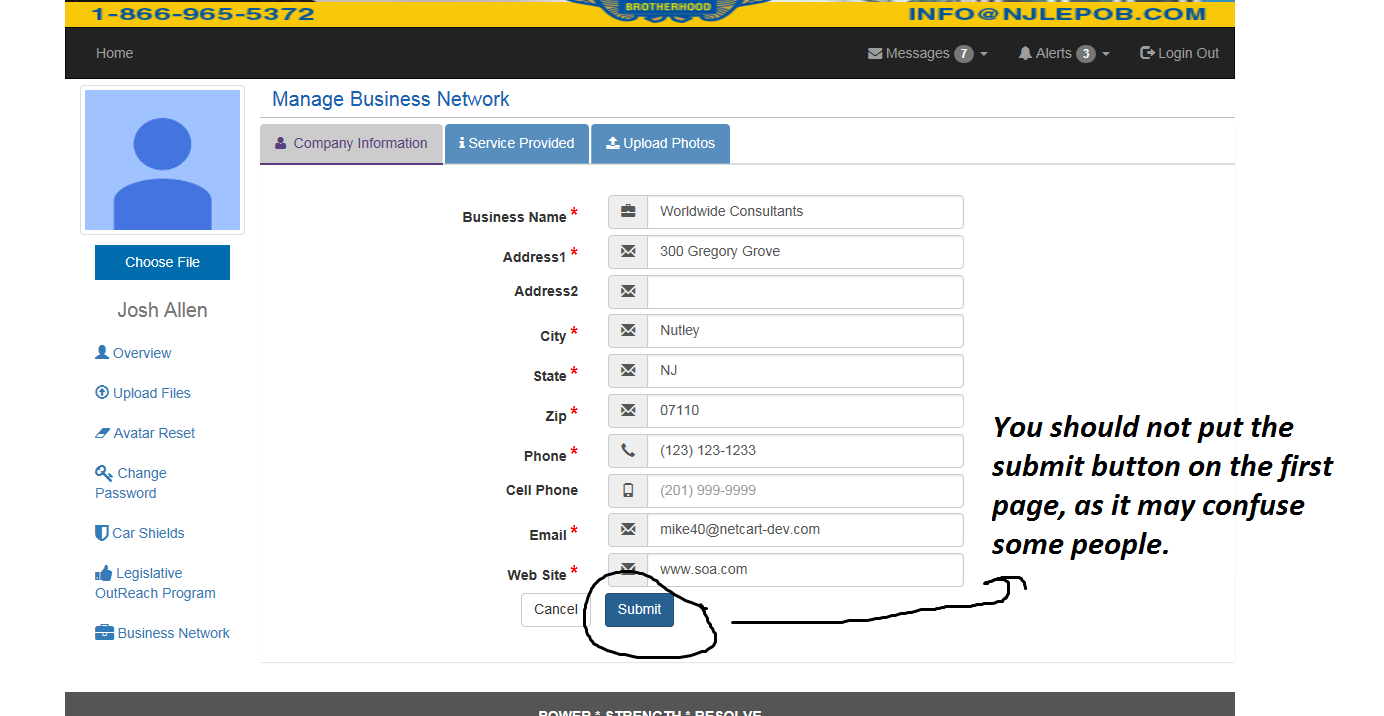 1-866-965-5372
BROTHERHOOD
INFO@NJLEPOB.COM
Home
Messages 7
Alerts 3
Login Out
Manage Business Network
Company Information
Service Provided
Upload Photos
Choose File
Josh Allen
Overview
Upload Files
Avatar Reset
Change
Password
Car Shields
Legislative
OutReach Program
Business Network
Business Name * Worldwide Consultants
Address1 * 300 Gregory Grove
Address2
City * Nutley
State * NJ
Zip * 07110
Phone * (123) 123-1233
Cell Phone (201) 999-9999
Email * mike40@netcart-dev.com
Web Site * www.soa.com
Cancel Submit
You should not put the
submit button on the first
page, as it may confuse
some people.
POWER * STRENGTH * RESOLVE